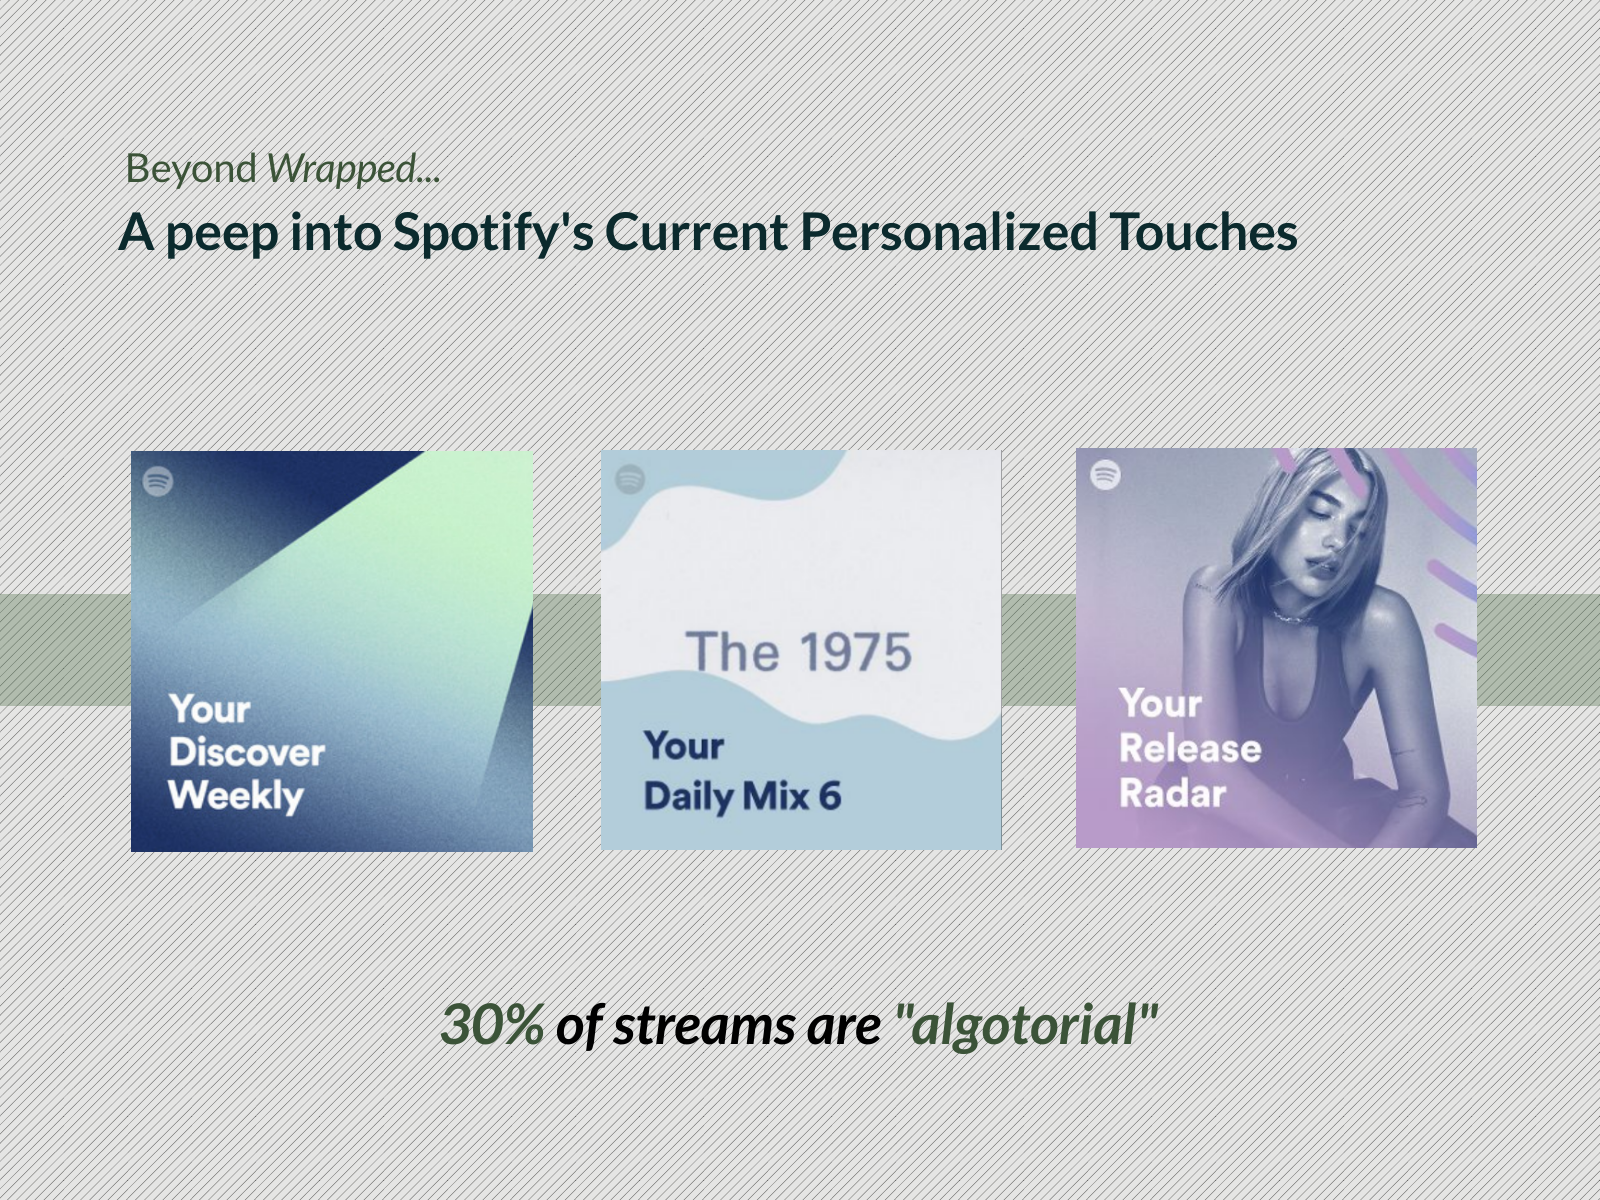 Beyond Wrapped...
A peep into Spotify's Current Personalized Touches
Your
Discover
Weekly
The 1975
Your
Daily Mix 6
Your
Release
Radar
30% of streams are "algotorial"